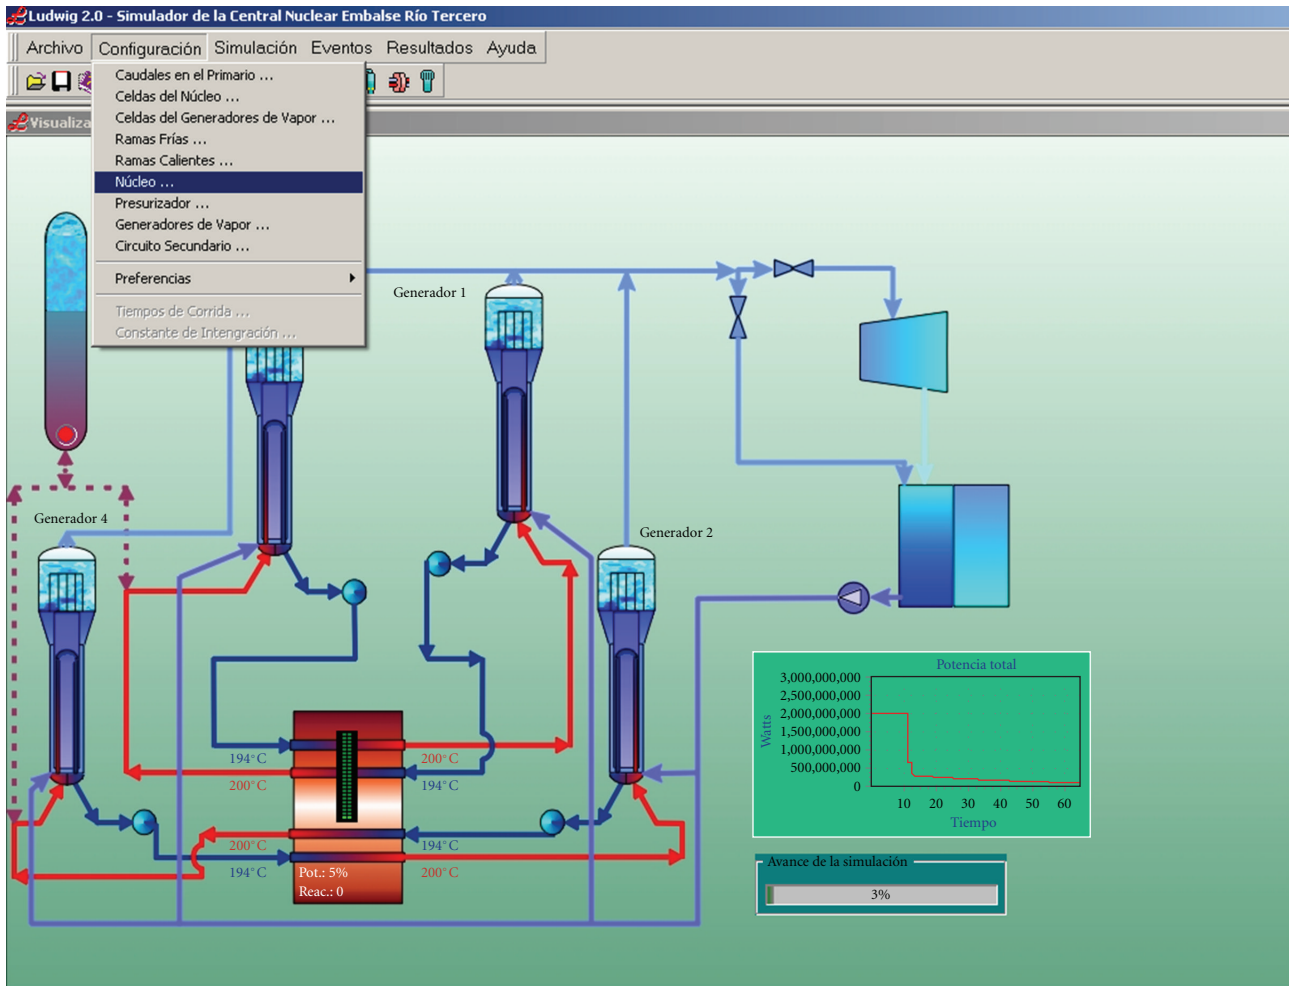 Ludwig 2.0 - Simulador de la Central Nuclear Embalse Río Tercero
Archivo Configuración Simulación Eventos Resultados Ayuda
Visualiza
Caudales en el Primario ...
Celdas del Núcleo ...
Celdas del Generadores de Vapor ...
Ramas Frías ...
Ramas Calientes ...
Núcleo ...
Presurizador ...
Generadores de Vapor ...
Circuito Secundario ...
Preferencias
Tiempos de Corrida ...
Constante de Intengración ...
Generador 1
Generador 4
Generador 2
194°C 200°C
200°C 194°C
200°C 194°C
194°C 200°C
Pot.: 5%
Reac.: 0
Potencia total
Watts
3,000,000,000
2,500,000,000
2,000,000,000
1,500,000,000
1,000,000,000
500,000,000
0
10 20 30 40 50 60
Tiempo
Avance de la simulación
3%